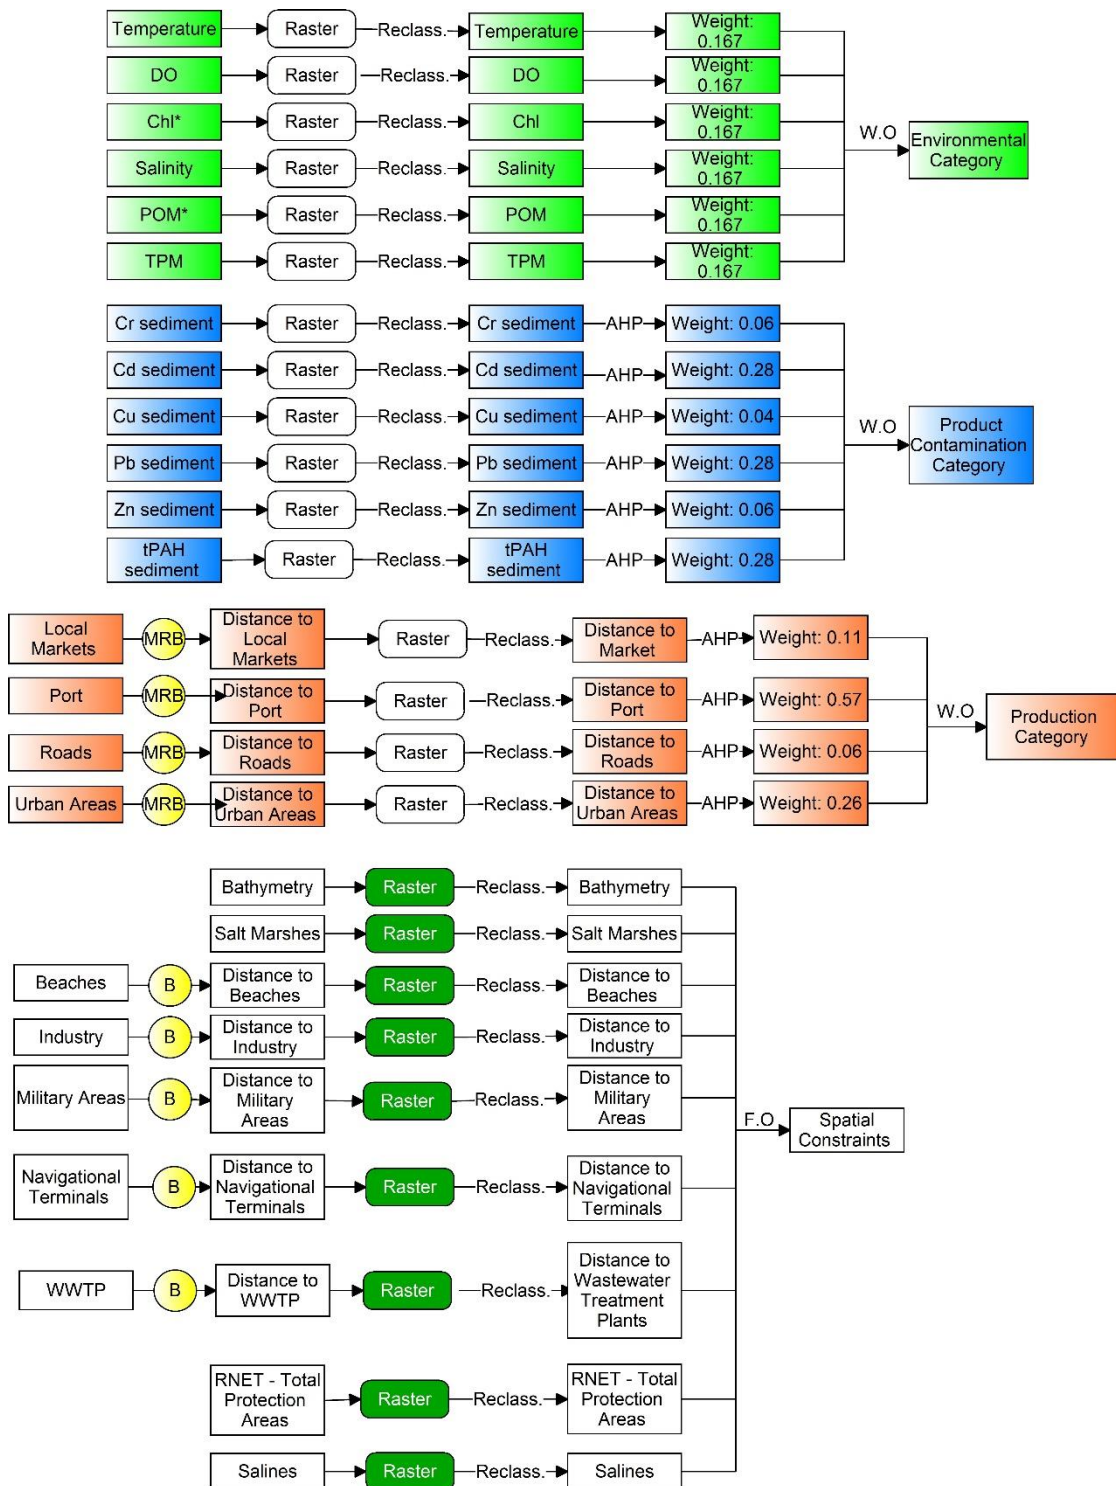 Temperature
Raster
Reclass.
Temperature
Weight:
0.167
DO
Raster
Reclass.
DO
Weight:
0.167
Chl*
Raster
Reclass.
Chl
Weight:
0.167
W.O
Environmental
Category
Salinity
Raster
Reclass.
Salinity
Weight:
0.167
POM*
Raster
Reclass.
POM
Weight:
0.167
TPM
Raster
Reclass.
TPM
Weight:
0.167
Cr sediment
Raster
Reclass.
Cr sediment
AHP
Weight: 0.06
Cd sediment
Raster
Reclass.
Cd sediment
AHP
Weight: 0.28
Cu sediment
Raster
Reclass.
Cu sediment
AHP
Weight: 0.04
W.O
Product
Contamination
Category
Pb sediment
Raster
Reclass.
Pb sediment
AHP
Weight: 0.28
Zn sediment
Raster
Reclass.
Zn sediment
AHP
Weight: 0.06
tPAH
sediment
Raster
Reclass.
tPAH
sediment
AHP
Weight: 0.28
Local
Markets
MRB
Distance to
Local
Markets
Raster
Reclass.
Distance to
Market
AHP
Weight: 0.11
Port
MRB
Distance to
Port
Raster
Reclass.
Distance to
Port
AHP
Weight: 0.57
W.O
Production
Category
Roads
MRB
Distance to
Roads
Raster
Reclass.
Distance to
Roads
AHP
Weight: 0.06
Urban Areas
MRB
Distance to
Urban Areas
Raster
Reclass.
Distance to
Urban Areas
AHP
Weight: 0.26
Bathymetry
Raster
Reclass.
Bathymetry
Salt Marshes
Raster
Reclass.
Salt Marshes
Beaches
B
Distance to
Beaches
Raster
Reclass.
Distance to
Beaches
Industry
B
Distance to
Industry
Raster
Reclass.
Distance to
Industry
Military Areas
B
Distance to
Military
Areas
Raster
Reclass.
Distance to
Military
Areas
F.O
Spatial
Constraints
Navigational
Terminals
B
Distance to
Navigational
Terminals
Raster
Reclass.
Distance to
Navigational
Terminals
WWTP
B
Distance to
WWTP
Raster
Reclass.
Distance to
Wastewater
Treatment
Plants
RNET - Total
Protection
Areas
Raster
Reclass.
RNET - Total
Protection
Areas
Salines
Raster
Reclass.
Salines